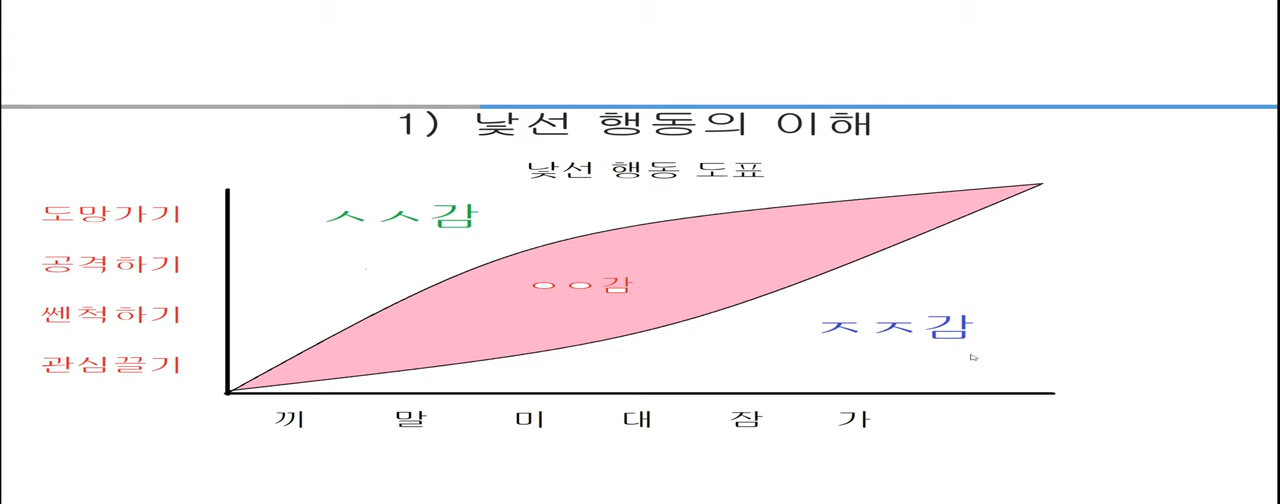 1) 낯선 행동의 이해
낯선 행동 도표
도망가기
ㅅㅅ감
공격하기
ㅇㅇ감
쎈척하기
ㅈㅈ감
관심끌기
끼 말 미 대 잠 가